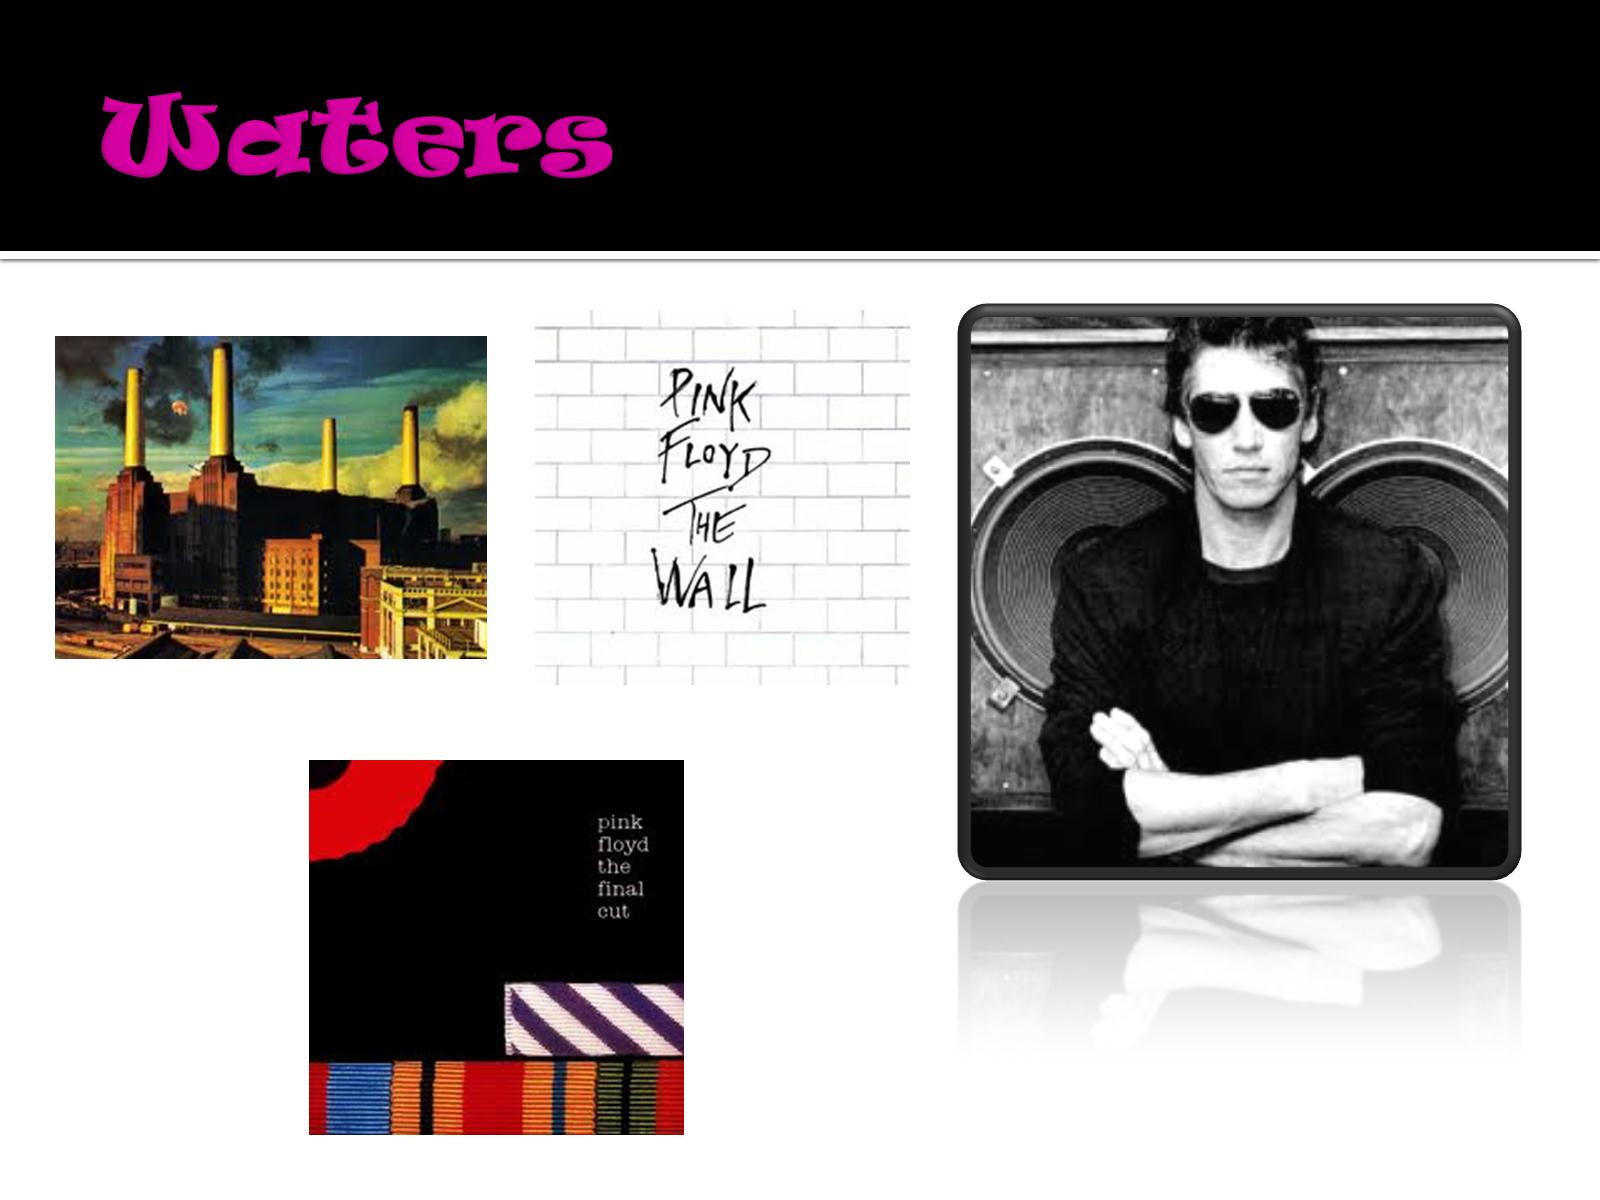 Waters
PINK
FLOYD
THE
WALL
pink
floyd
the
final
cut